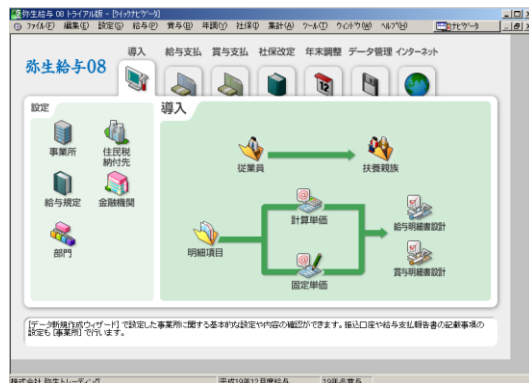 弥生給与 08 トライアル版 - [クイックナビゲータ]
ファイル(F) 編集(E) 設定(S) 給与(P) 賞与(B) 年調(Y) 社保(I) 集計(A) ツール(T) ウィンドウ(W) ヘルプ(H) ナビゲータ
導入 給与支払 賞与支払 社保改定 年末調整 データ管理 インターネット
弥生給与08
12
設定
導入
事業所
住民税
納付先
従業員
扶養親族
給与規定
金融機関
計算単価
給与明細書設計
部門
明細項目
賞与明細書設計
固定単価
[データ新規作成ウィザード]で設定した事業所に関する基本的な設定や内容の確認ができます。振込口座や給与支払報告書の記載事項の
設定も[事業所]で行います。
株式会社 弥生トレーディング 平成19年12月度給与 19年冬賞与